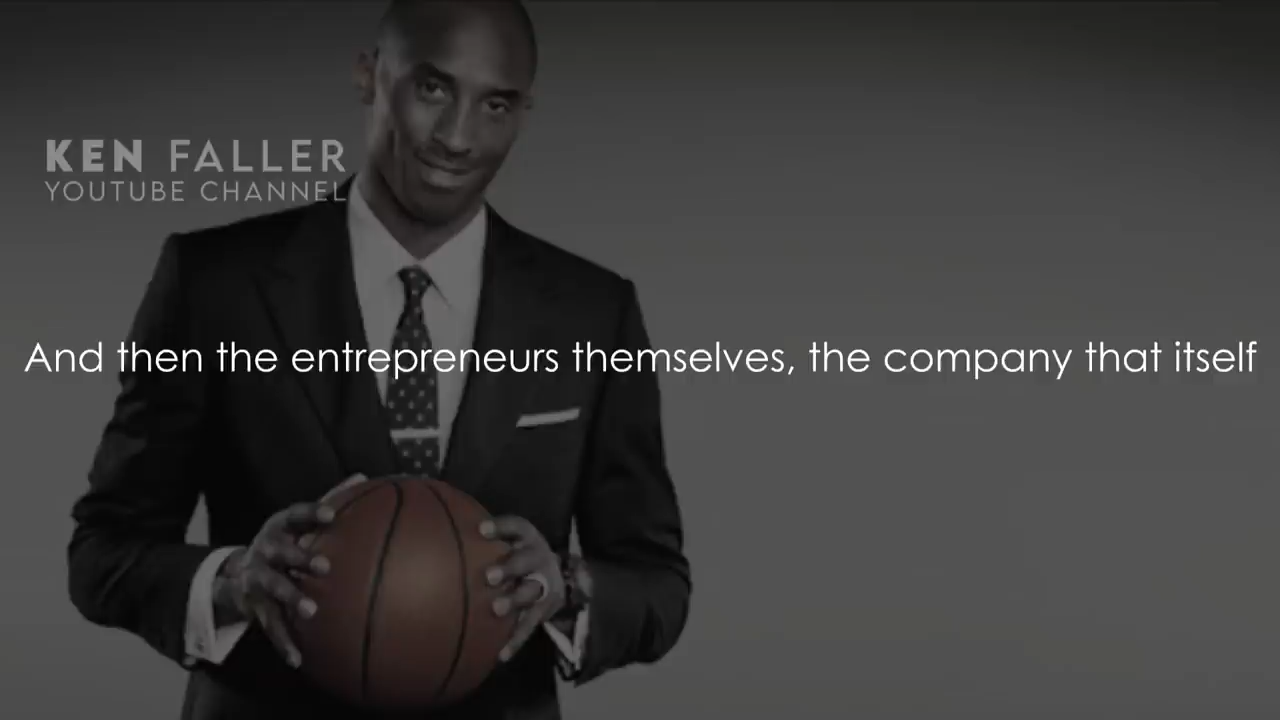 KEN FALLER
YOUTUBE CHANNEL
And then the entrepreneurs themselves, the company that itself